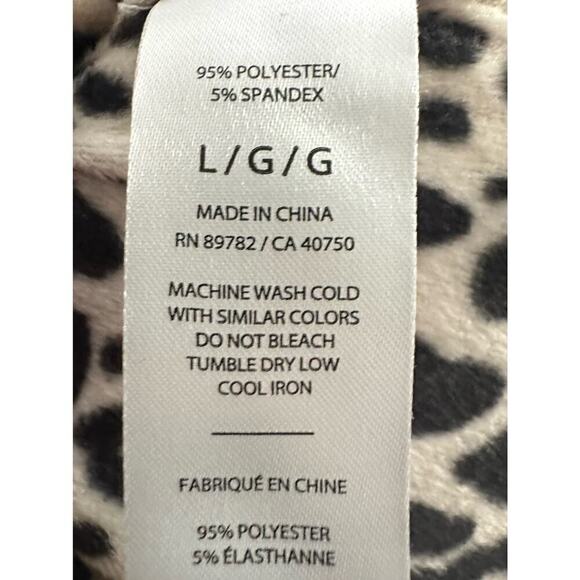 95% POLYESTER/
5% SPANDEX
L/G/G
MADE IN CHINA
RN 89782 / CA 40750
MACHINE WASH COLD
WITH SIMILAR COLORS
DO NOT BLEACH
TUMBLE DRY LOW
COOL IRON
FABRIQUÉ EN CHINE
95% POLYESTER
5% ÉLASTHANNE